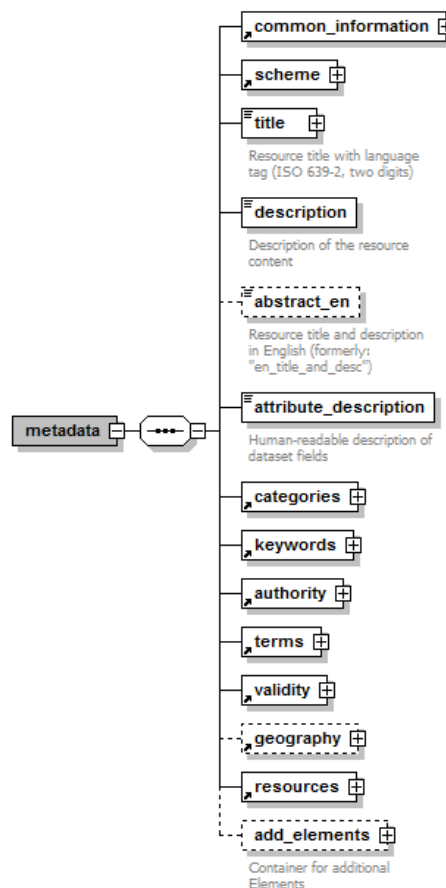 common_information
scheme
title
Resource title with language
tag (ISO 639-2, two digits)
description
Description of the resource
content
abstract_en
Resource title and description
in English (formerly:
"en_title_and_desc")
attribute_description
metadata
Human-readable description of
dataset fields
categories
keywords
authority
terms
validity
geography
resources
add_elements
Container for additional
Elements